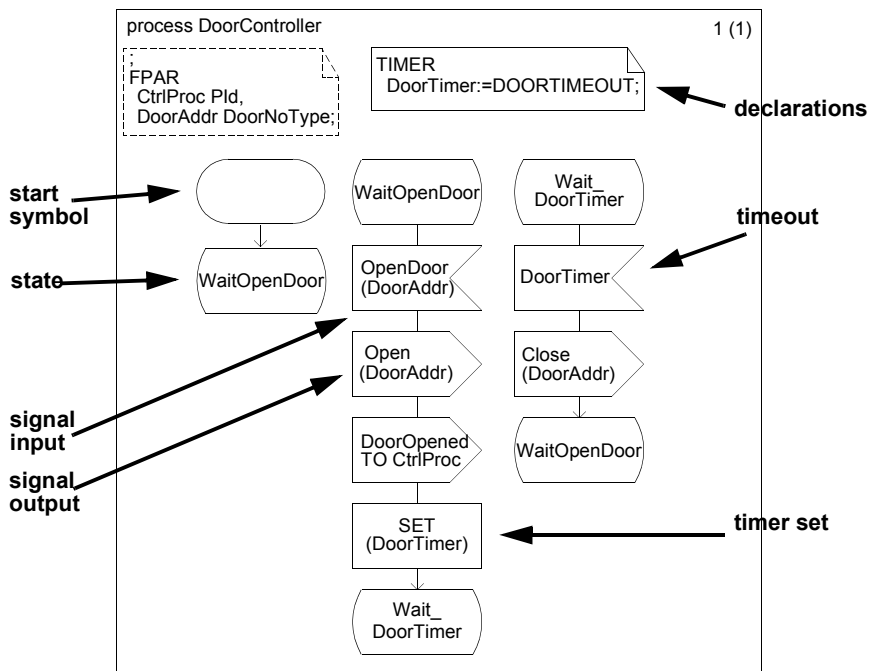 process DoorController
1 (1)
;
FPAR
CtrlProc PId,
DoorAddr DoorNoType;
TIMER
DoorTimer:=DOORTIMEOUT;
declarations
start
symbol
WaitOpenDoor
Wait_
DoorTimer
timeout
state
WaitOpenDoor
OpenDoor
(DoorAddr)
DoorTimer
Open
(DoorAddr)
Close
(DoorAddr)
signal
input
DoorOpened
TO CtrlProc
WaitOpenDoor
signal
output
SET
(DoorTimer)
timer set
Wait_
DoorTimer